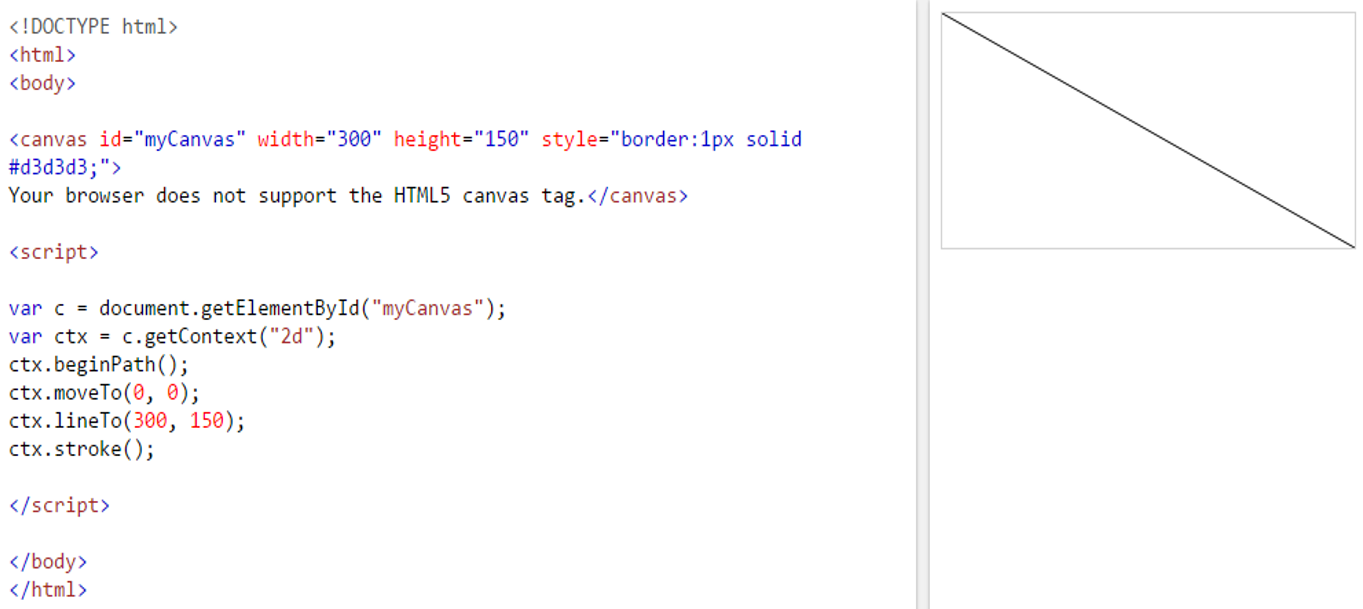 <!DOCTYPE html>
<html>
<body>
<canvas id="myCanvas" width="300" height="150" style="border:1px solid
#d3d3d3;">
Your browser does not support the HTML5 canvas tag.</canvas>
<script>
var c = document.getElementById("myCanvas");
var ctx = c.getContext("2d");
ctx.beginPath();
ctx.moveTo(0, 0);
ctx.lineTo(300, 150);
ctx.stroke();
</script>
</body>
</html>